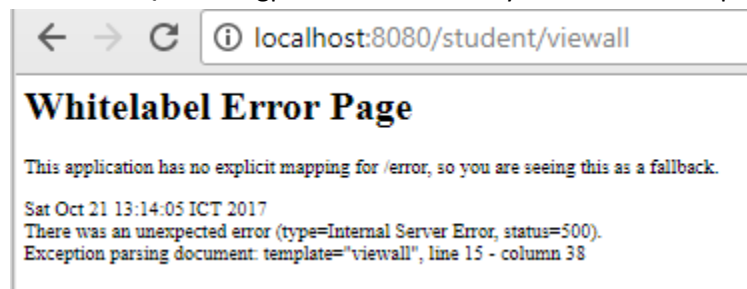 localhost:8080/student/viewall
Whitelabel Error Page
This application has no explicit mapping for /error, so you are seeing this as a fallback.
Sat Oct 21 13:14:05 ICT 2017
There was an unexpected error (type=Internal Server Error, status=500).
Exception parsing document: template="viewall", line 15 - column 38